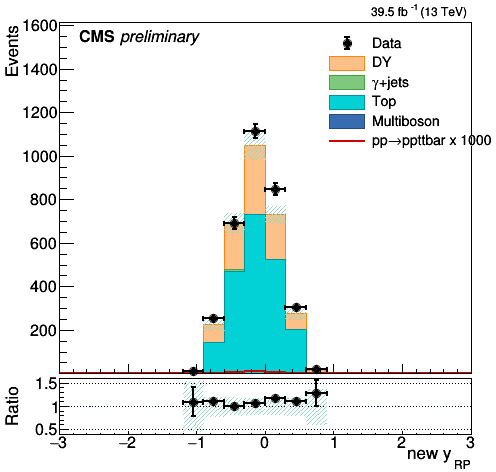 39.5 fb⁻¹ (13 TeV)
CMS preliminary
Events
1600
1400
1200
1000
800
600
400
200
Data
DY
γ+jets
Top
Multiboson
pp→ppttbar x 1000
Ratio
1.5
1
0.5
−3 −2 −1 0 1 2 3
new y_RP